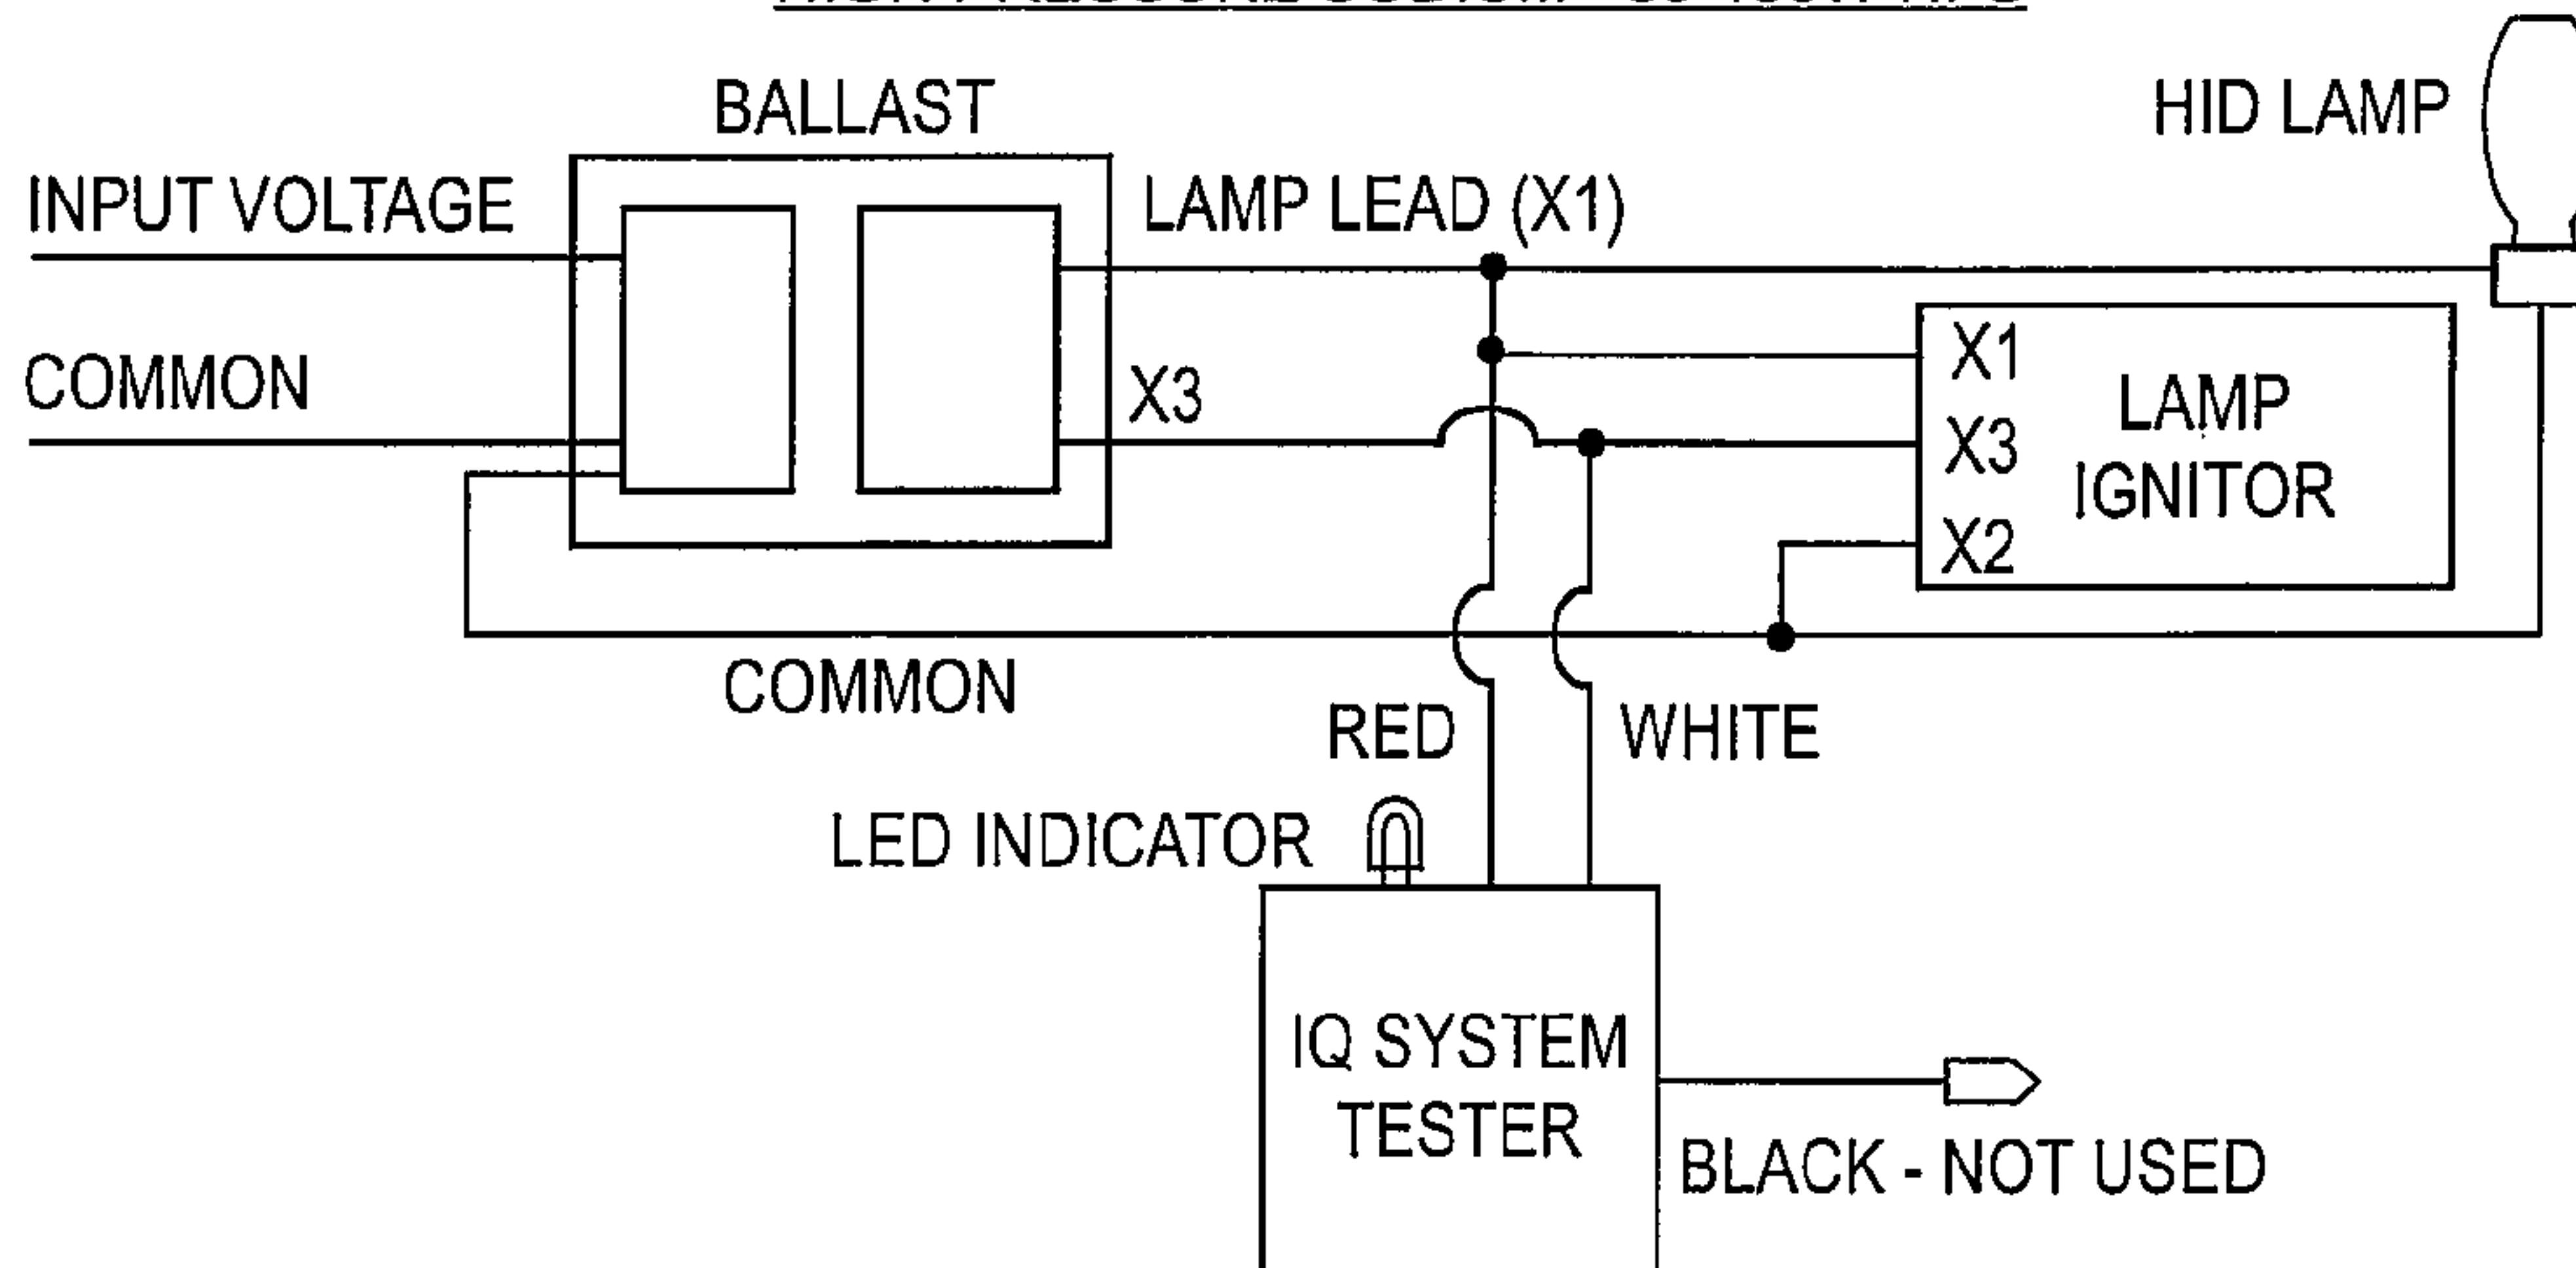 BALLAST
HID LAMP
INPUT VOLTAGE
LAMP LEAD (X1)
COMMON
X3
X1
X3
X2
LAMP
IGNITOR
COMMON
RED
WHITE
LED INDICATOR
IQ SYSTEM
TESTER
BLACK - NOT USED